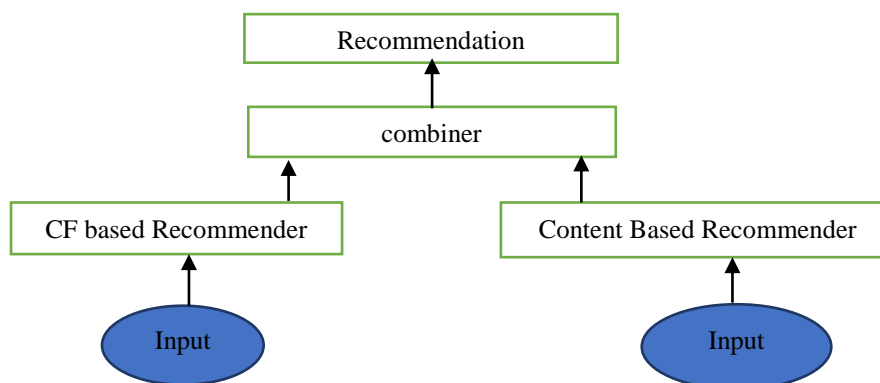 Recommendation
combiner
CF based Recommender
Content Based Recommender
Input
Input